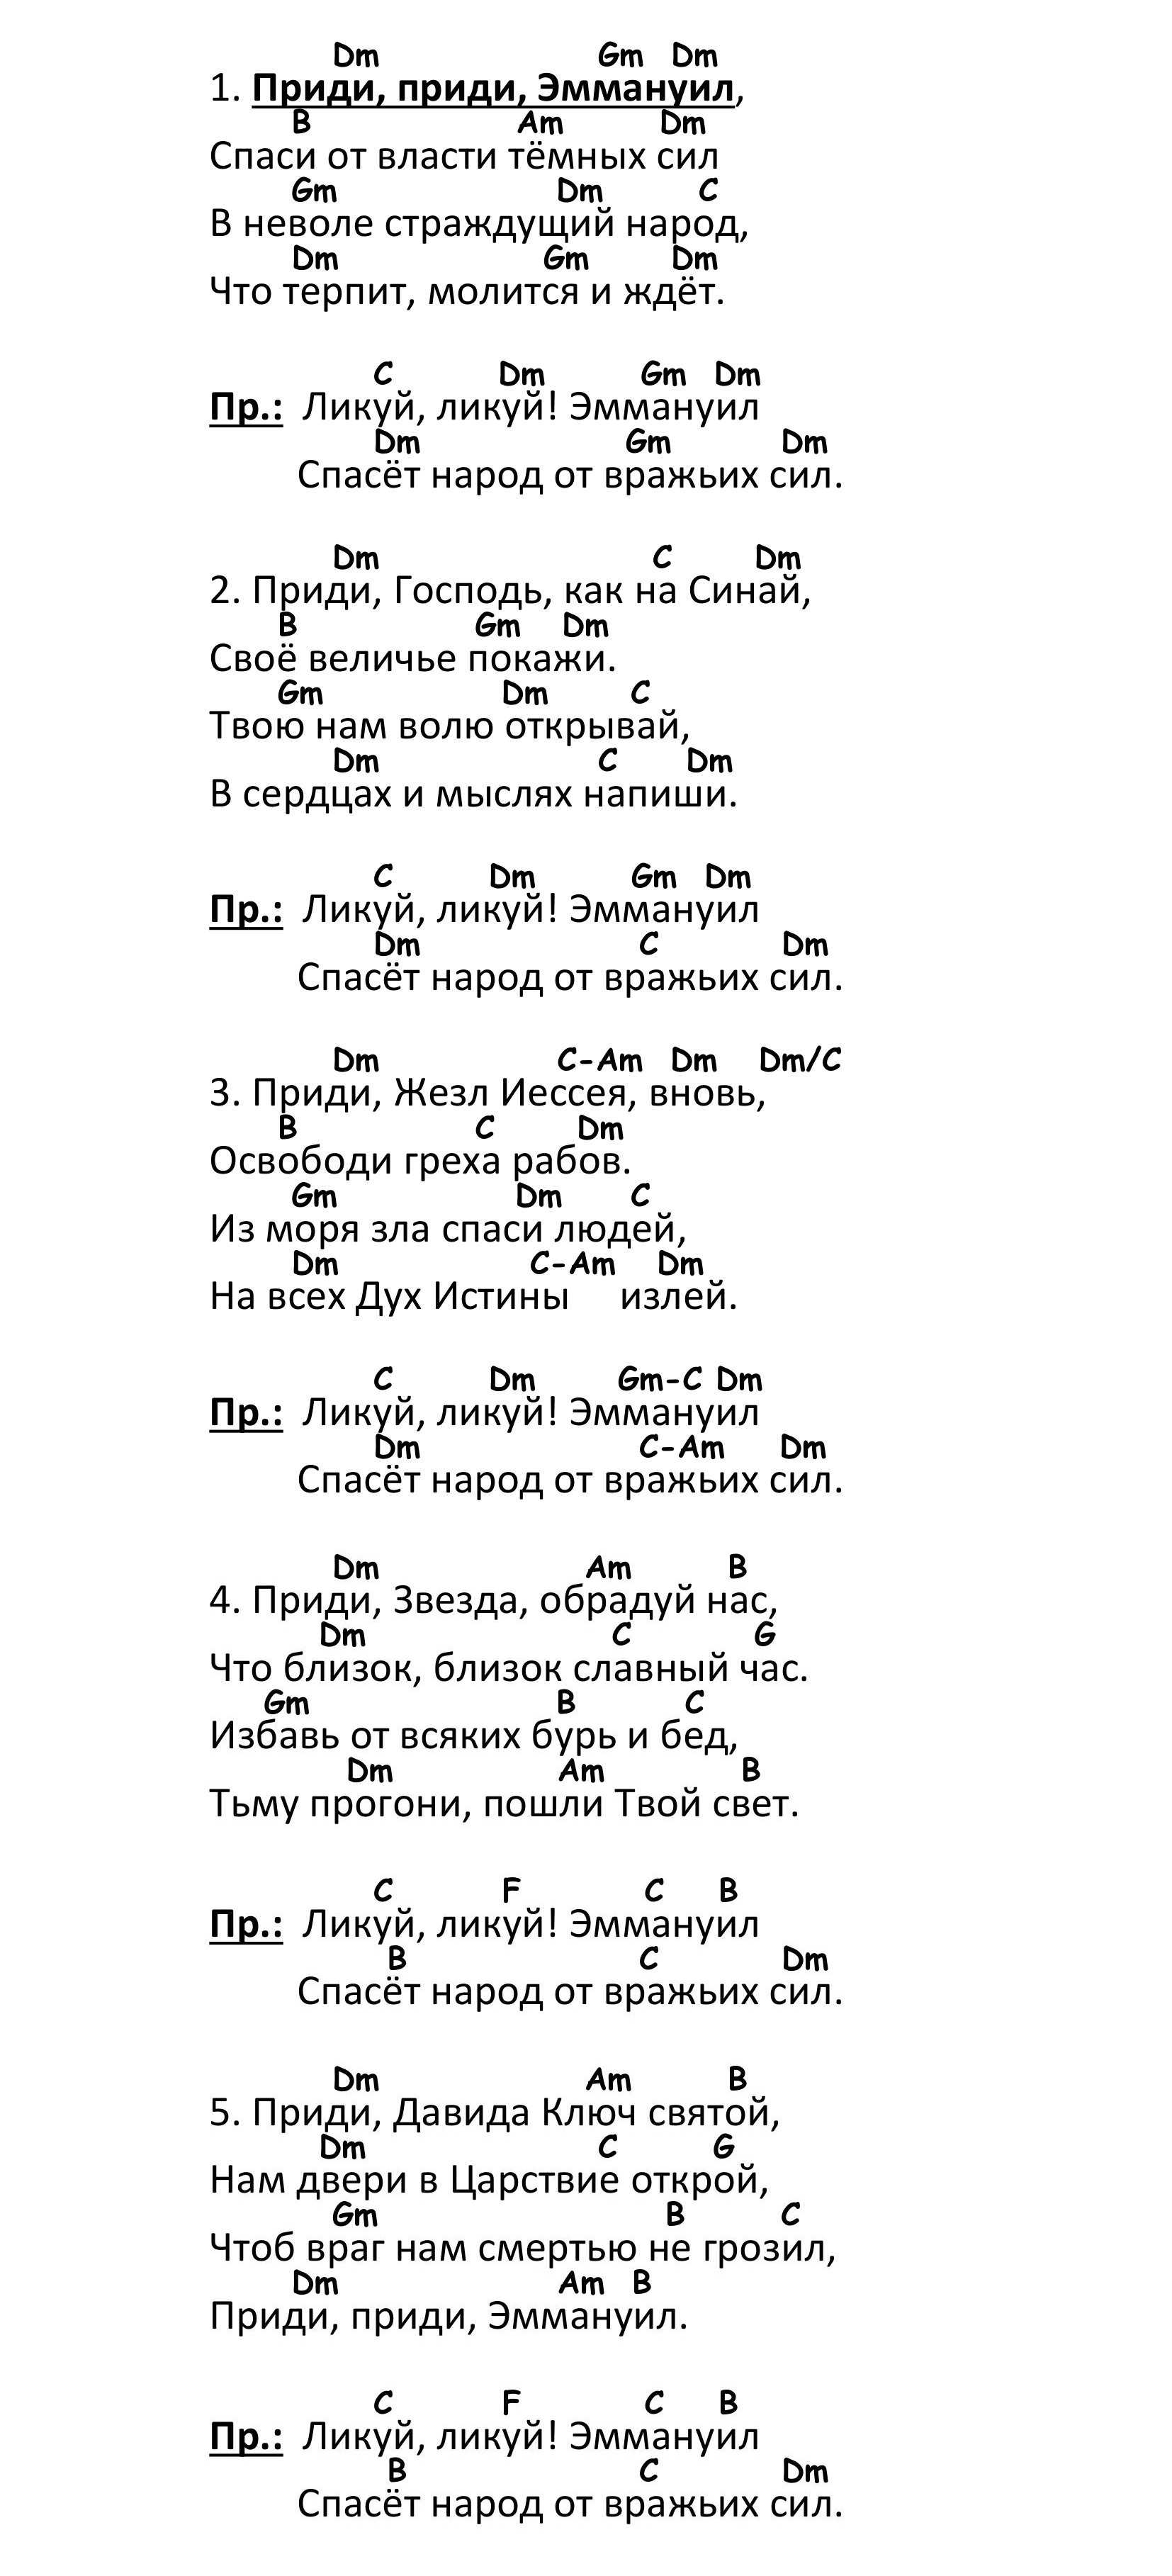 Dm Gm Dm
1. Приди, приди, Эммануил,
B Am Dm
Спаси от власти тёмных сил
Gm Dm C
В неволе страждущий народ,
Dm Gm Dm
Что терпит, молится и ждёт.
C Dm Gm Dm
Пр.: Ликуй, ликуй! Эммануил
Dm Gm Dm
Спасёт народ от вражьих сил.
Dm C Dm
2. Приди, Господь, как на Синай,
B Gm Dm
Своё величье покажи.
Gm Dm C
Твою нам волю открывай,
Dm C Dm
В сердцах и мыслях напиши.
C Dm Gm Dm
Пр.: Ликуй, ликуй! Эммануил
Dm C Dm
Спасёт народ от вражьих сил.
Dm C-Am Dm Dm/C
3. Приди, Жезл Иессея, вновь,
B C Dm
Освободи греха рабов.
Gm Dm C
Из моря зла спаси людей,
Dm C-Am Dm
На всех Дух Истины излей.
C Dm Gm-C Dm
Пр.: Ликуй, ликуй! Эммануил
Dm C-Am Dm
Спасёт народ от вражьих сил.
Dm Am B
4. Приди, Звезда, обрадуй нас,
Dm C G
Что близок, близок славный час.
Gm B C
Избавь от всяких бурь и бед,
Dm Am B
Тьму прогони, пошли Твой свет.
C F C B
Пр.: Ликуй, ликуй! Эммануил
B C Dm
Спасёт народ от вражьих сил.
Dm Am B
5. Приди, Давида Ключ святой,
Dm C G
Нам двери в Царствие открой,
Gm B C
Чтоб враг нам смертью не грозил,
Dm Am B
Приди, приди, Эммануил.
C F C B
Пр.: Ликуй, ликуй! Эммануил
B C Dm
Спасёт народ от вражьих сил.